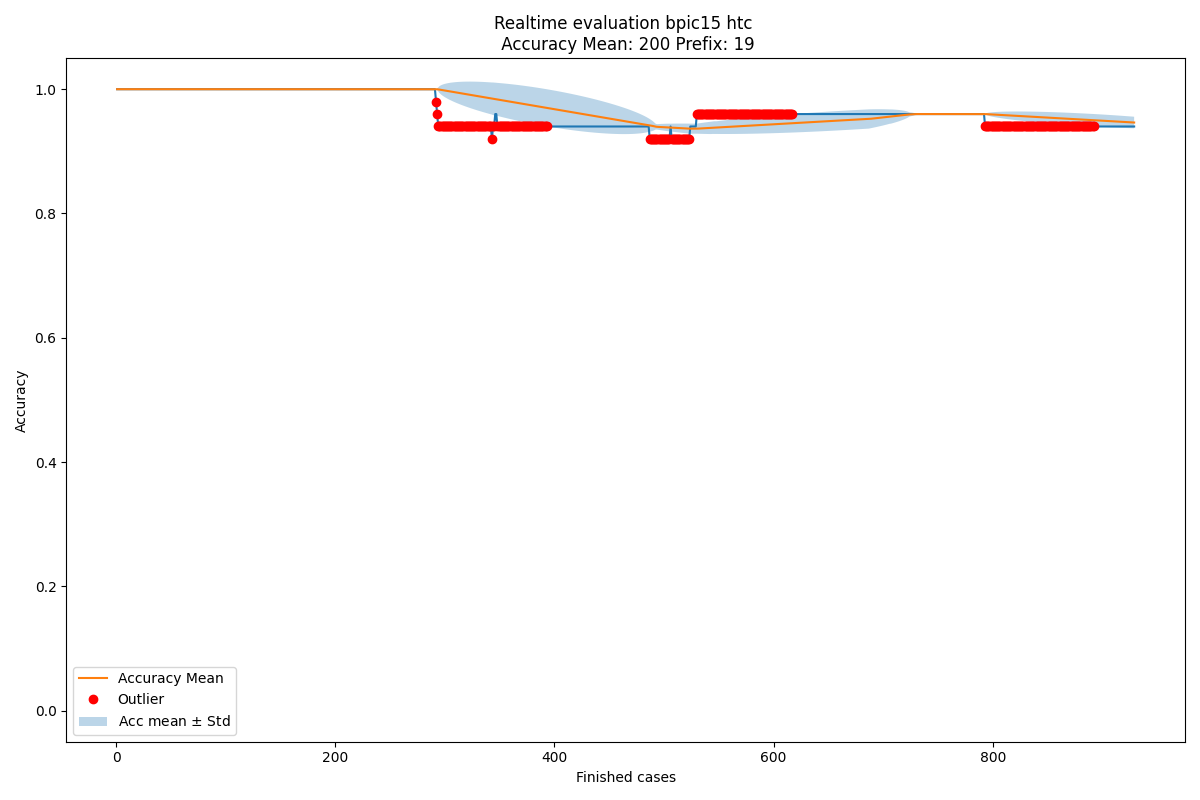 Realtime evaluation bpic15 htc
Accuracy Mean: 200 Prefix: 19
1.0
0.8
0.6
0.4
0.2
0.0
Accuracy
Accuracy Mean
Outlier
Acc mean ± Std
0 200 400 600 800
Finished cases